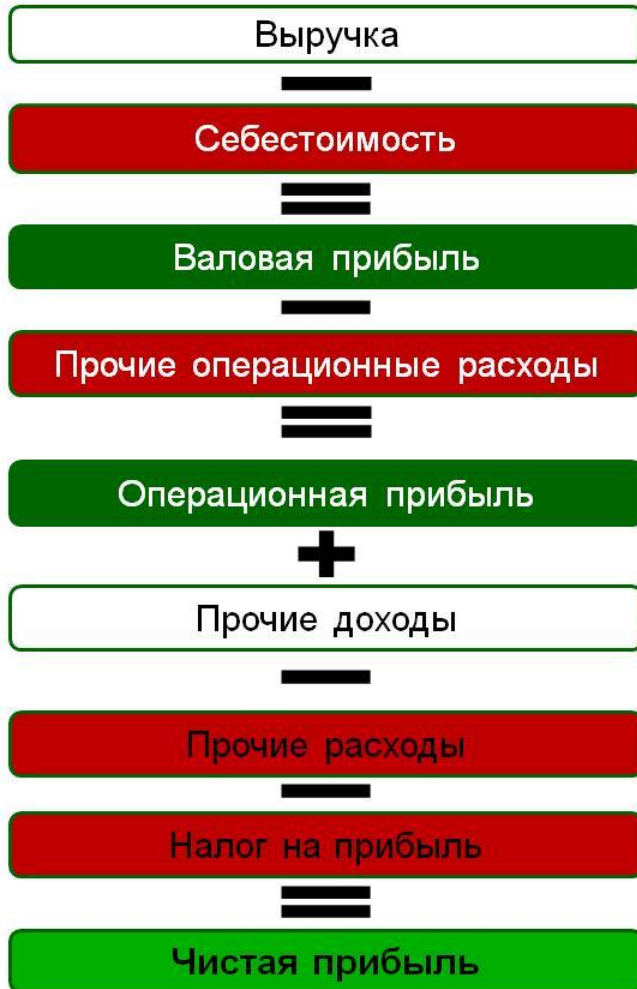 Выручка
−
Себестоимость
=
Валовая прибыль
−
Прочие операционные расходы
=
Операционная прибыль
+
Прочие доходы
−
Прочие расходы
−
Налог на прибыль
=
Чистая прибыль